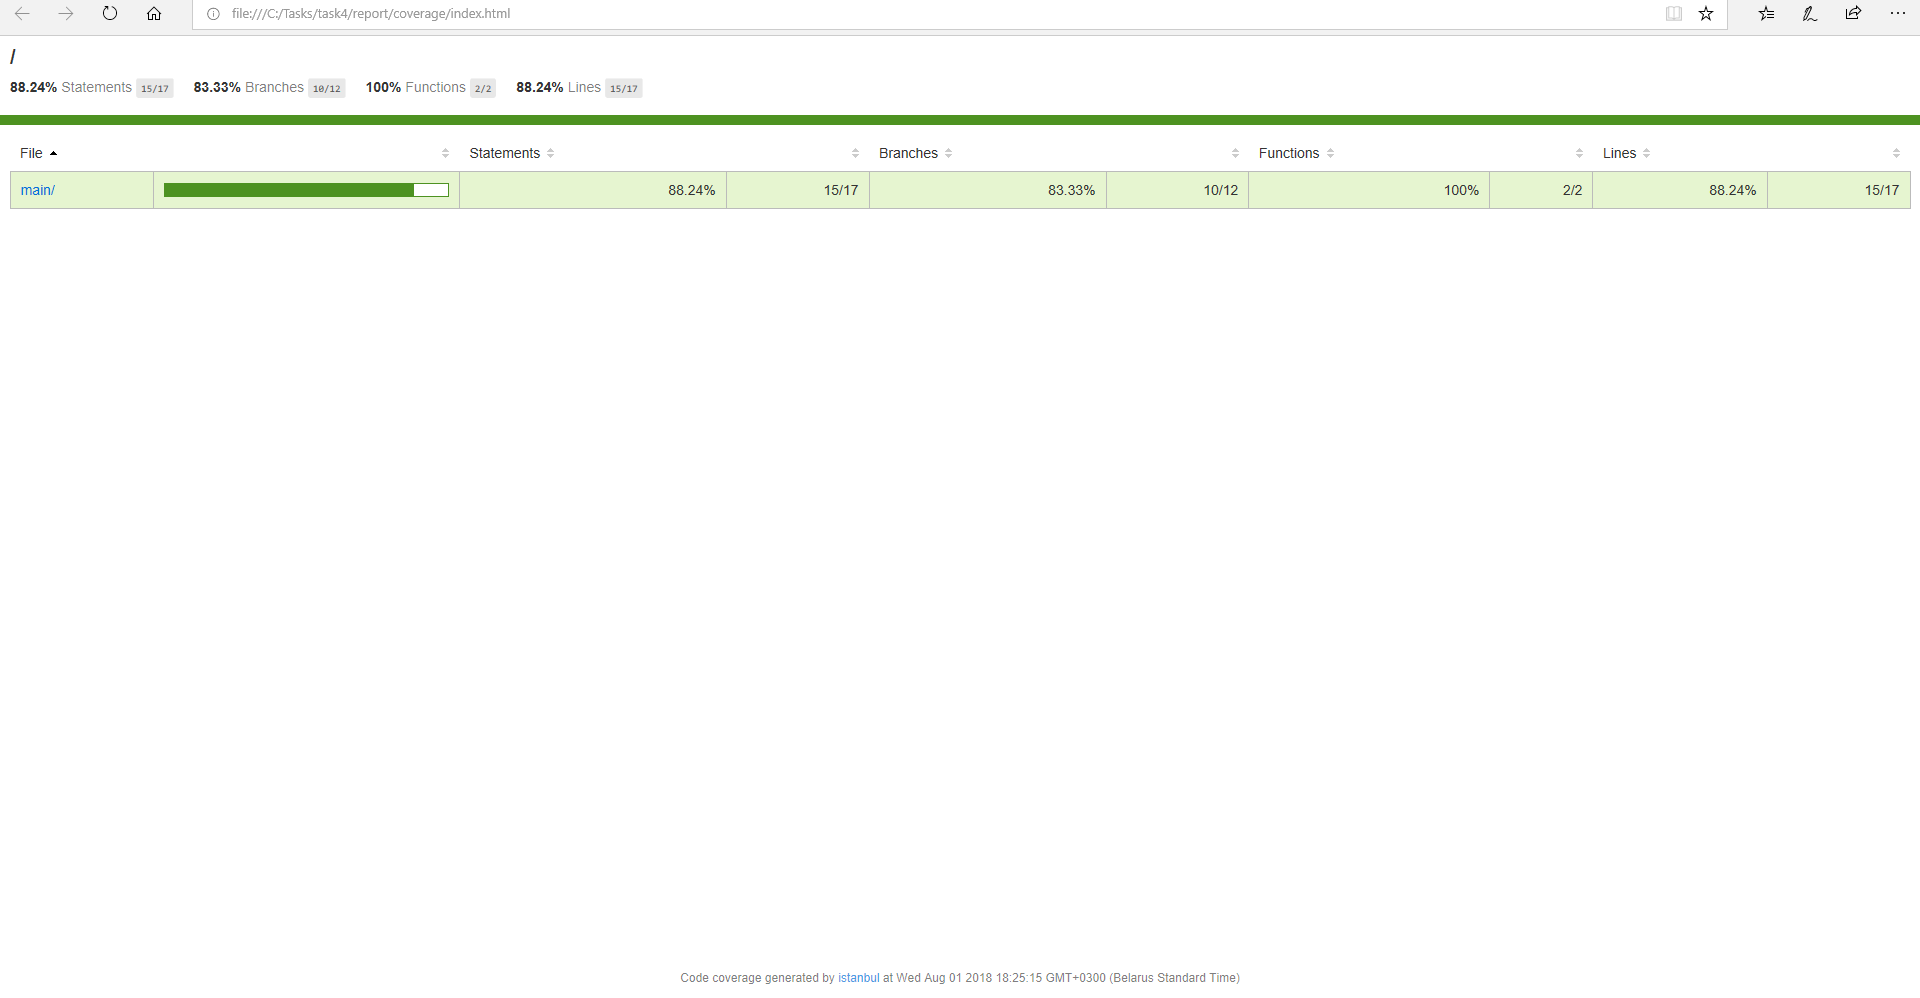 file:///C:/Tasks/task4/report/coverage/index.html
/
88.24% Statements 15/17 83.33% Branches 10/12 100% Functions 2/2 88.24% Lines 15/17
File Statements Branches Functions Lines
main/ 88.24% 15/17 83.33% 10/12 100% 2/2 88.24% 15/17
Code coverage generated by istanbul at Wed Aug 01 2018 18:25:15 GMT+0300 (Belarus Standard Time)